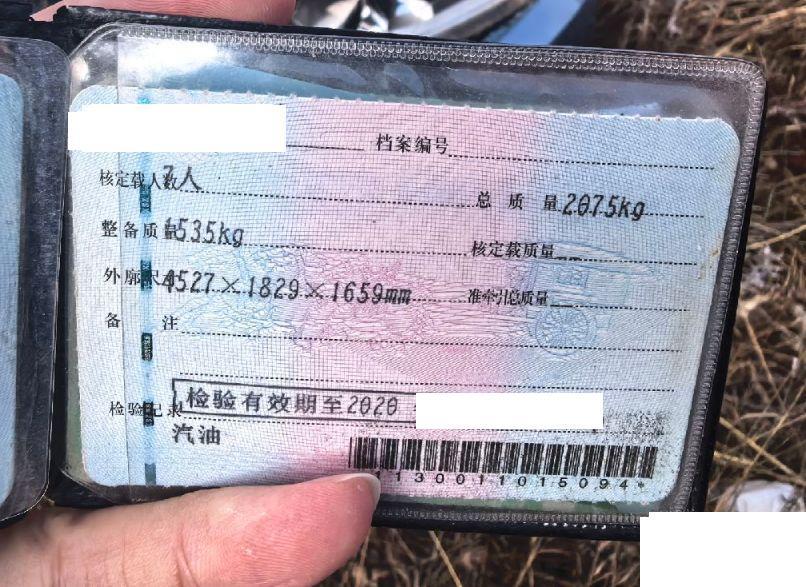 档案编号
核定载人数 7人
总质量 2075kg
整备质量 1535kg
核定载质量
外廓尺寸 4527×1829×1659mm
准牵引总质量
备注
检验记录 检验有效期至2020
汽油
130011015094*